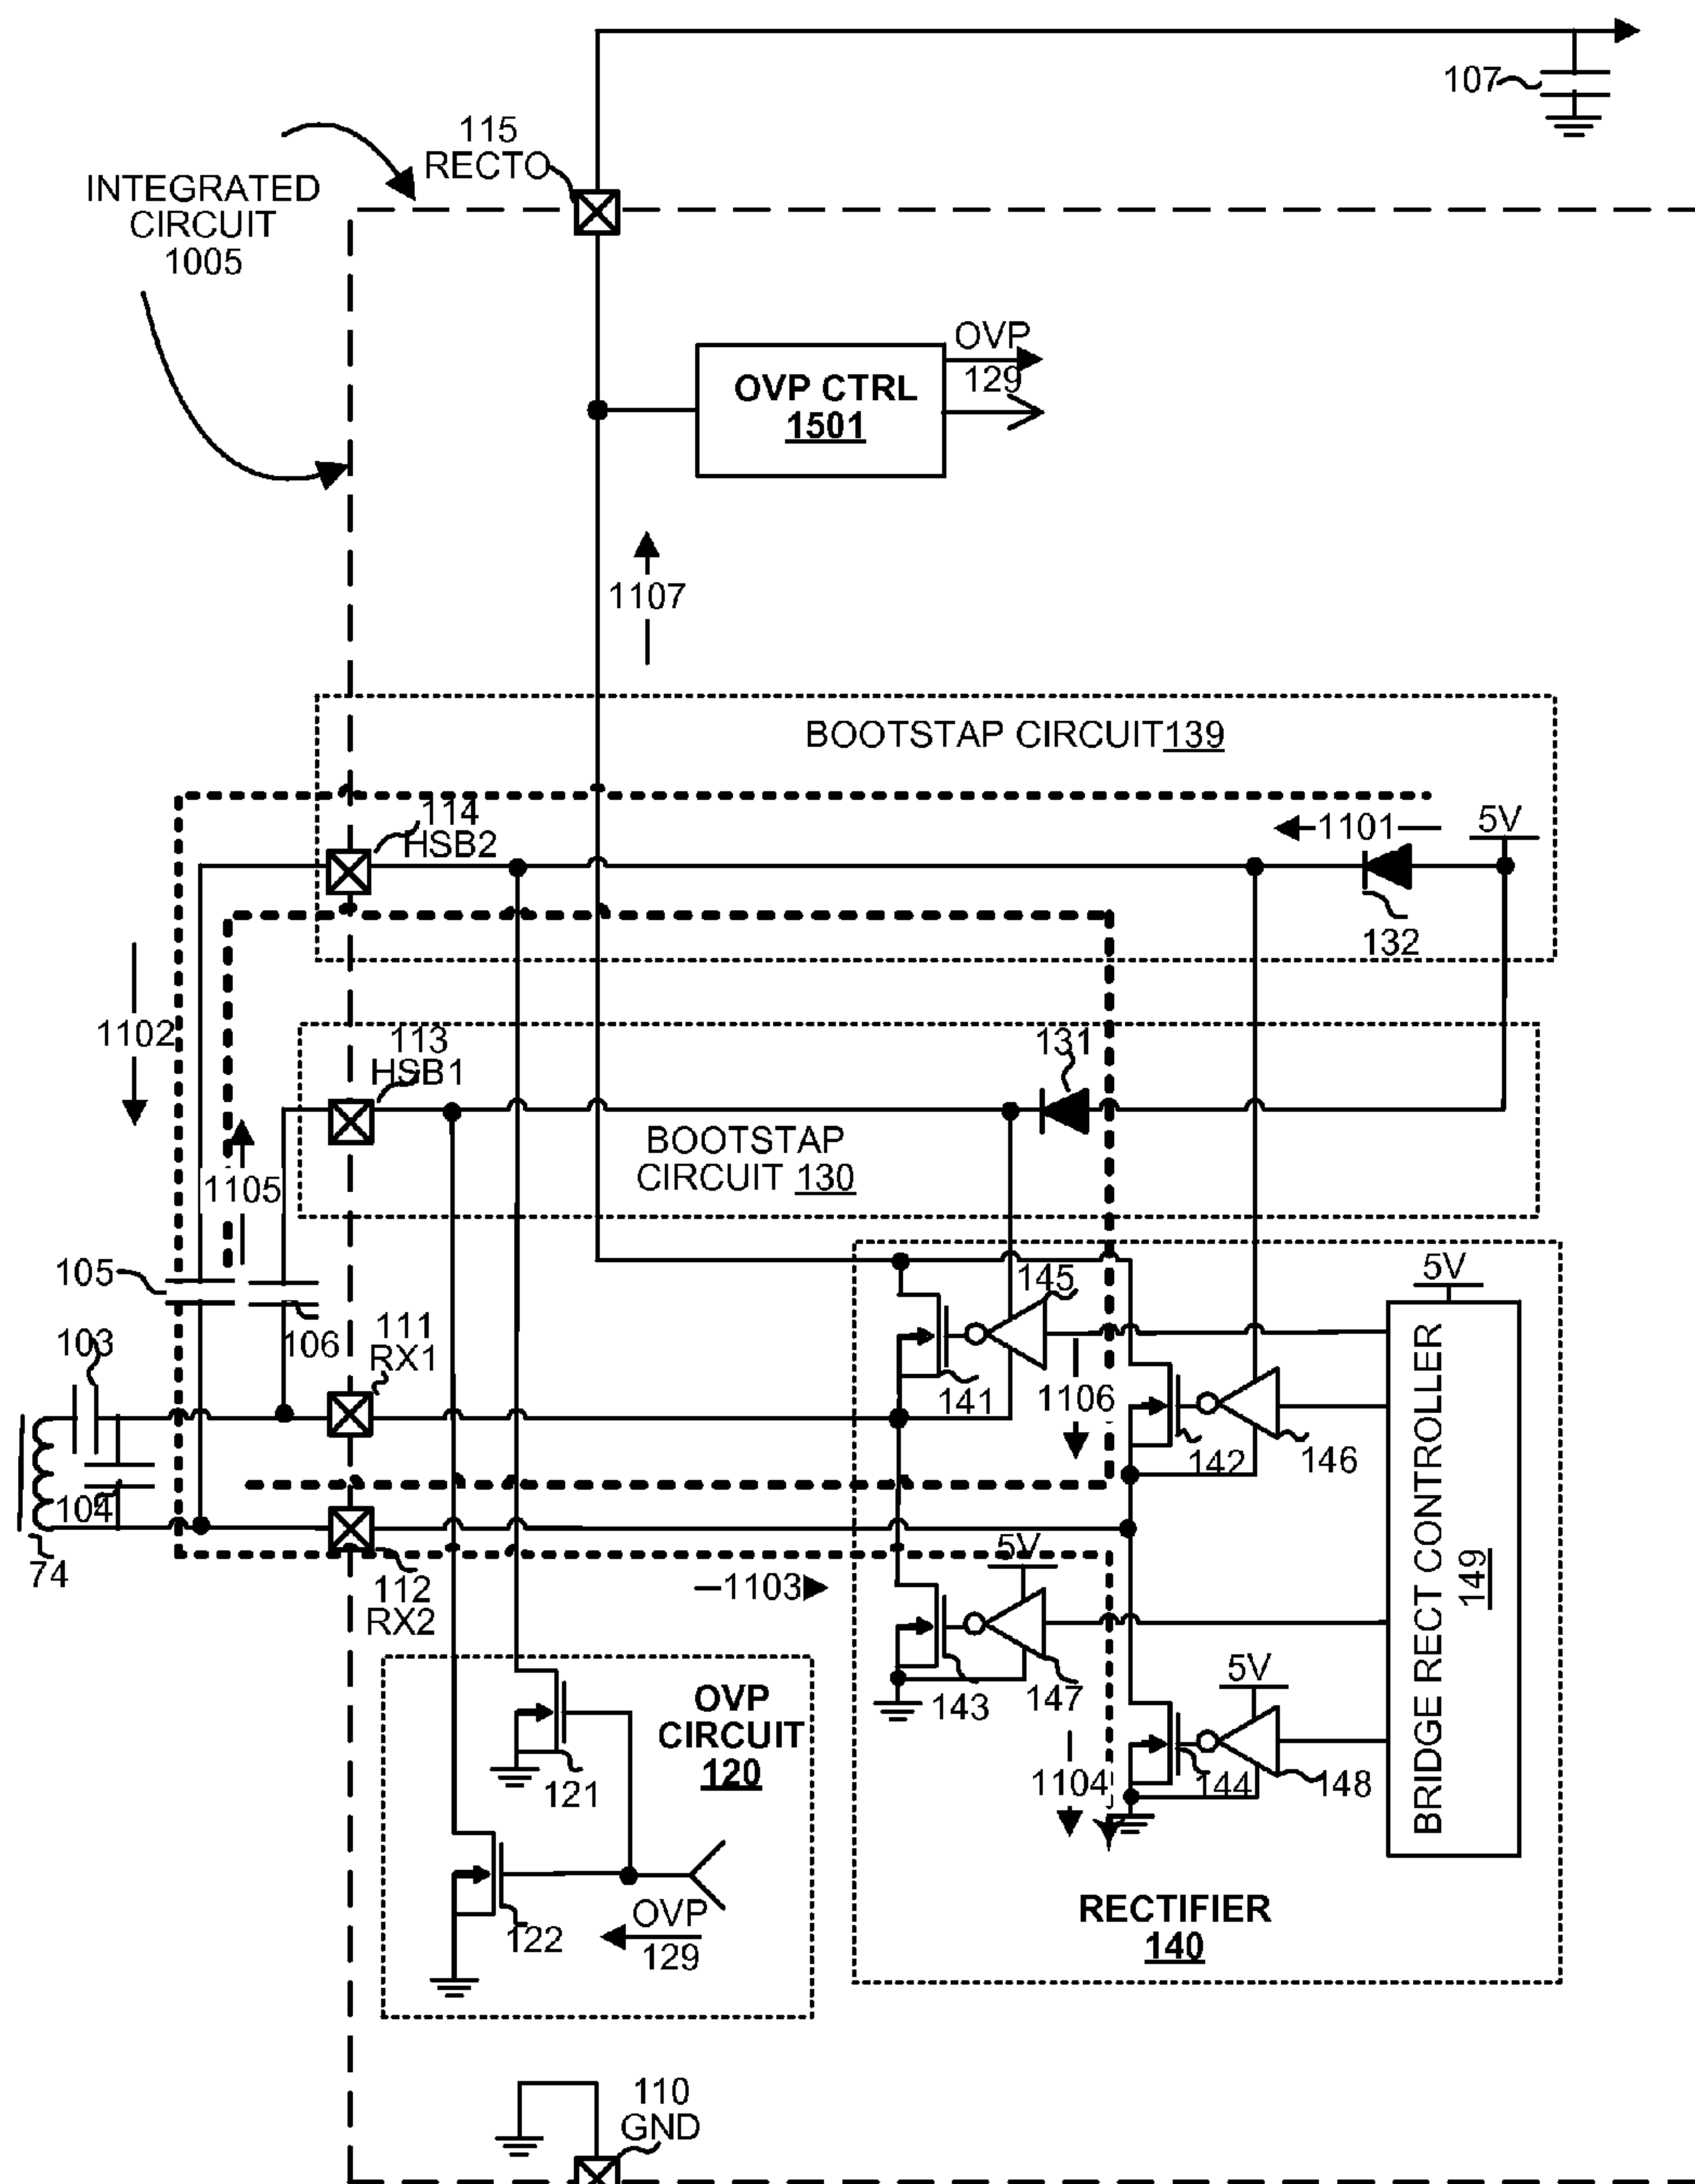 107
115
RECTO
INTEGRATED
CIRCUIT
1005
OVP
129
OVP CTRL
1501
1107
BOOTSTAP CIRCUIT139
114
HSB2
1101
5V
132
1102
113
HSB1
131
BOOTSTAP
CIRCUIT 130
1105
105
106
103
104
74
111
RX1
112
RX2
1103
145
141
1106
142
146
5V
BRIDGE RECT CONTROLLER
149
5V
143
147
5V
1104
144
148
OVP
CIRCUIT
120
121
122
OVP
129
RECTIFIER
140
110
GND